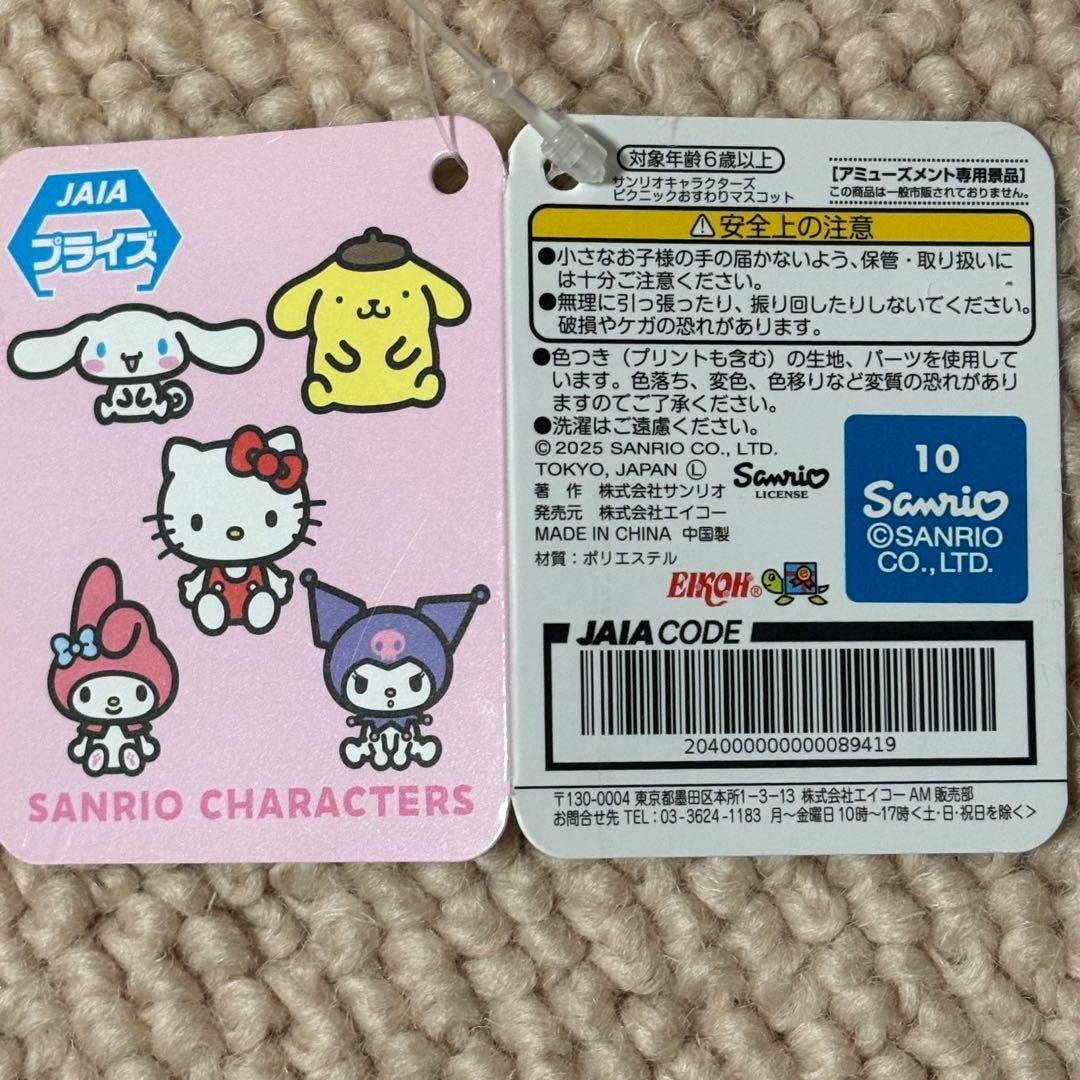 JAIA
プライズ
SANRIO CHARACTERS
対象年齢6歳以上
サンリオキャラクターズ
ピクニックおすわりマスコット
[アミューズメント専用景品]
この商品は一般市販されておりません。
⚠安全上の注意
●小さなお子様の手の届かないよう、保管・取り扱いに
は十分ご注意ください。
●無理に引っ張ったり、振り回したりしないでください。
破損やケガの恐れがあります。
●色つき（プリントも含む）の生地、パーツを使用して
います。色落ち、変色、色移りなど変質の恐れがあり
ますのでご了承ください。
●洗濯はご遠慮ください。
© 2025 SANRIO CO., LTD.
TOKYO, JAPAN Ⓛ
Sanrio
LICENSE
著 作 株式会社サンリオ
発売元 株式会社エイコー
MADE IN CHINA 中国製
材質：ポリエステル
EIKOH®
10
Sanrio
©SANRIO
CO.,LTD.
JAIA CODE
2040000000000089419
〒130-0004 東京都墨田区本所1-3-13 株式会社エイコー AM販売部
お問合せ先 TEL：03-3624-1183 月～金曜日10時～17時＜土・日・祝日を除く＞